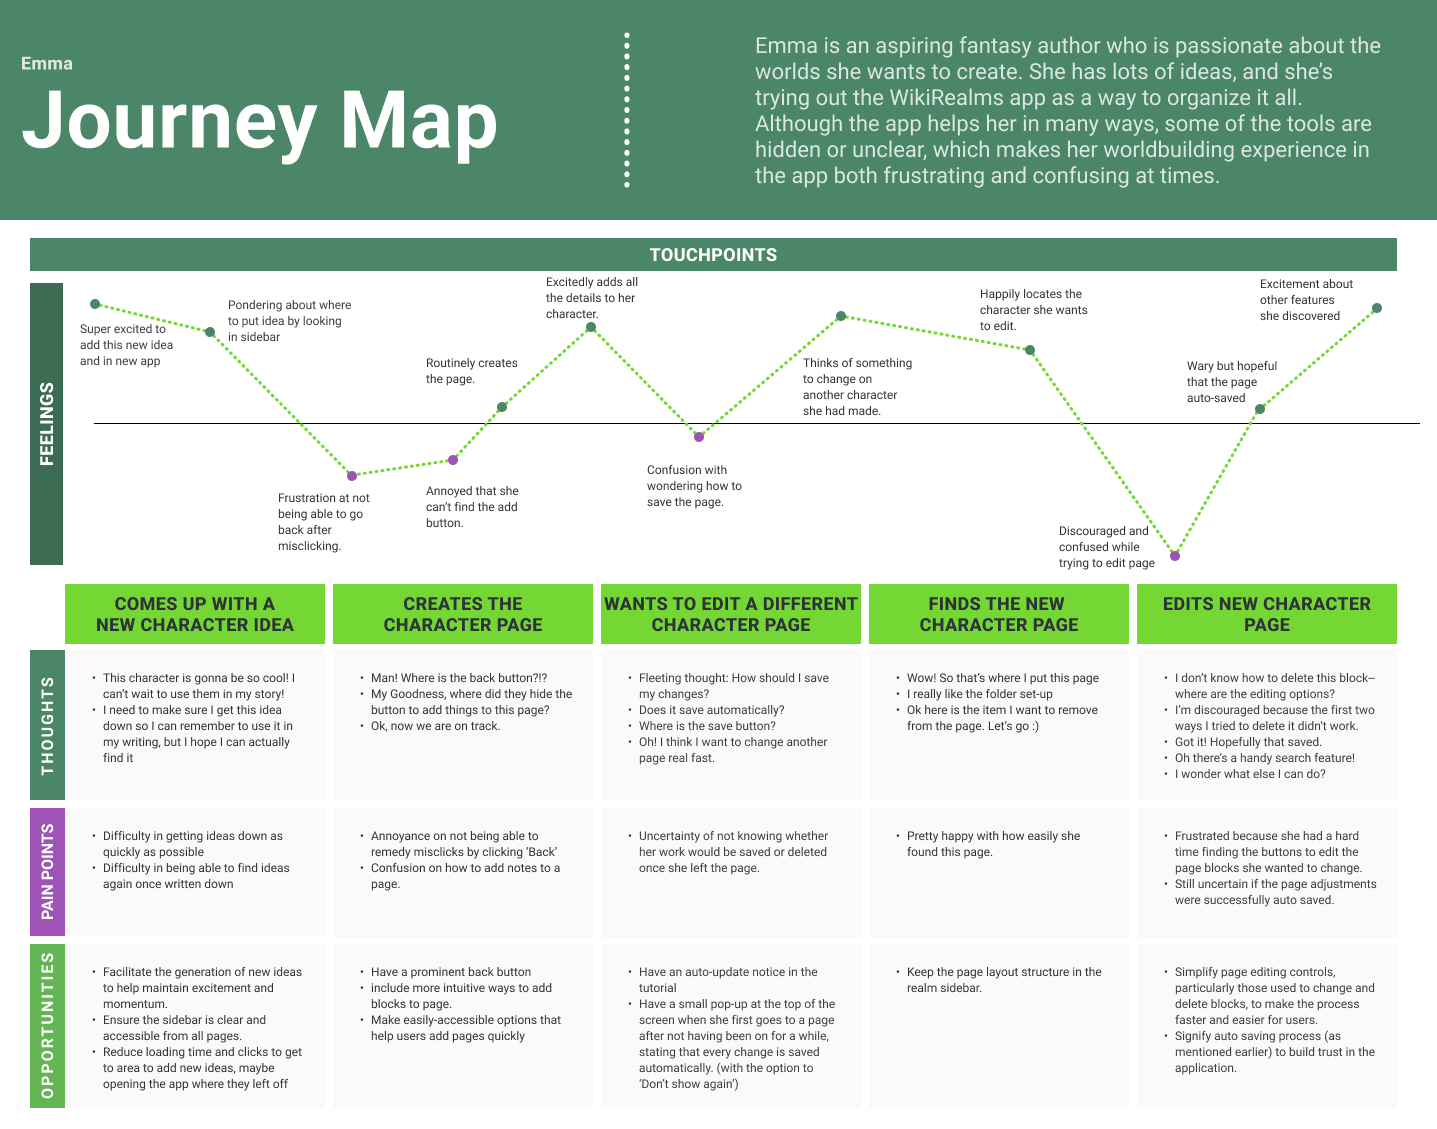 Emma
Journey Map
Emma is an aspiring fantasy author who is passionate about the
worlds she wants to create. She has lots of ideas, and she's
trying out the WikiRealms app as a way to organize it all.
Although the app helps her in many ways, some of the tools are
hidden or unclear, which makes her worldbuilding experience in
the app both frustrating and confusing at times.
TOUCHPOINTS
FEELINGS
Super excited to
add this new idea
and in new app
Pondering about where
to put idea by looking
in sidebar
Frustration at not
being able to go
back after
misclicking.
Annoyed that she
can't find the add
button.
Routinely creates
the page.
Excitedly adds all
the details to her
character.
Confusion with
wondering how to
save the page.
Thinks of something
to change on
another character
she had made.
Happily locates the
character she wants
to edit.
Discouraged and
confused while
trying to edit page
Wary but hopeful
that the page
auto-saved
Excitement about
other features
she discovered
COMES UP WITH A
NEW CHARACTER IDEA
CREATES THE
CHARACTER PAGE
WANTS TO EDIT A DIFFERENT
CHARACTER PAGE
FINDS THE NEW
CHARACTER PAGE
EDITS NEW CHARACTER
PAGE
THOUGHTS
• This character is gonna be so cool! I
can't wait to use them in my story!
• I need to make sure I get this idea
down so I can remember to use it in
my writing, but I hope I can actually
find it
• Man! Where is the back button?!?
• My Goodness, where did they hide the
button to add things to this page?
• Ok, now we are on track.
• Fleeting thought: How should I save
my changes?
• Does it save automatically?
• Where is the save button?
• Oh! I think I want to change another
page real fast.
• Wow! So that's where I put this page
• I really like the folder set-up
• Ok here is the item I want to remove
from the page. Let's go :)
• I don't know how to delete this block--
where are the editing options?
• I'm discouraged because the first two
ways I tried to delete it didn't work.
• Got it! Hopefully that saved.
• Oh there's a handy search feature!
• I wonder what else I can do?
PAIN POINTS
• Difficulty in getting ideas down as
quickly as possible
• Difficulty in being able to find ideas
again once written down
• Annoyance on not being able to
remedy misclicks by clicking 'Back'
• Confusion on how to add notes to a
page.
• Uncertainty of not knowing whether
her work would be saved or deleted
once she left the page.
• Pretty happy with how easily she
found this page.
• Frustrated because she had a hard
time finding the buttons to edit the
page blocks she wanted to change.
• Still uncertain if the page adjustments
were successfully auto saved.
OPPORTUNITIES
• Facilitate the generation of new ideas
to help maintain excitement and
momentum.
• Ensure the sidebar is clear and
accessible from all pages.
• Reduce loading time and clicks to get
to area to add new ideas, maybe
opening the app where they left off
• Have a prominent back button
• include more intuitive ways to add
blocks to page.
• Make easily-accessible options that
help users add pages quickly
• Have an auto-update notice in the
tutorial
• Have a small pop-up at the top of the
screen when she first goes to a page
after not having been on for a while,
stating that every change is saved
automatically. (with the option to
'Don't show again')
• Keep the page layout structure in the
realm sidebar.
• Simplify page editing controls,
particularly those used to change and
delete blocks, to make the process
faster and easier for users.
• Signify auto saving process (as
mentioned earlier) to build trust in the
application.